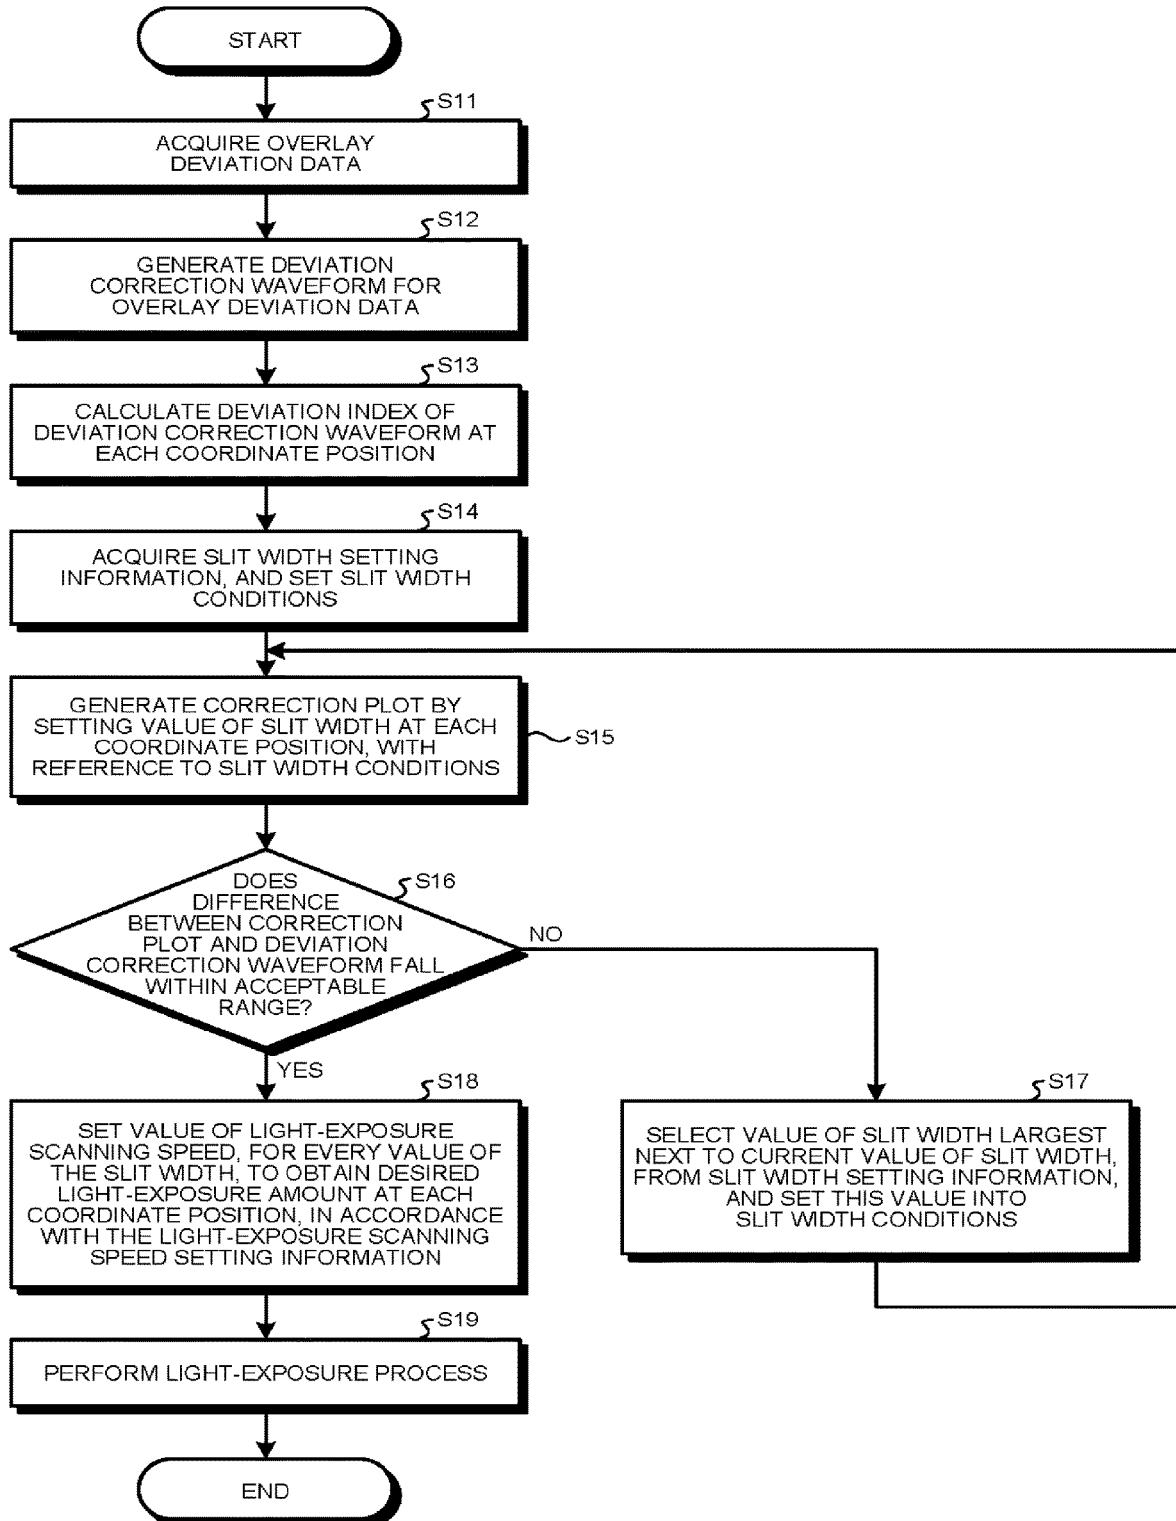 START
S11
ACQUIRE OVERLAY
DEVIATION DATA
S12
GENERATE DEVIATION
CORRECTION WAVEFORM FOR
OVERLAY DEVIATION DATA
S13
CALCULATE DEVIATION INDEX OF
DEVIATION CORRECTION WAVEFORM AT
EACH COORDINATE POSITION
S14
ACQUIRE SLIT WIDTH SETTING
INFORMATION, AND SET SLIT WIDTH
CONDITIONS
GENERATE CORRECTION PLOT BY
SETTING VALUE OF SLIT WIDTH AT EACH
COORDINATE POSITION, WITH
REFERENCE TO SLIT WIDTH CONDITIONS
S15
S16
DOES
DIFFERENCE
BETWEEN CORRECTION
PLOT AND DEVIATION
CORRECTION WAVEFORM FALL
WITHIN ACCEPTABLE
RANGE?
NO
YES
S17
SELECT VALUE OF SLIT WIDTH LARGEST
NEXT TO CURRENT VALUE OF SLIT WIDTH,
FROM SLIT WIDTH SETTING INFORMATION,
AND SET THIS VALUE INTO
SLIT WIDTH CONDITIONS
S18
SET VALUE OF LIGHT-EXPOSURE
SCANNING SPEED, FOR EVERY VALUE OF
THE SLIT WIDTH, TO OBTAIN DESIRED
LIGHT-EXPOSURE AMOUNT AT EACH
COORDINATE POSITION, IN ACCORDANCE
WITH THE LIGHT-EXPOSURE SCANNING
SPEED SETTING INFORMATION
S19
PERFORM LIGHT-EXPOSURE PROCESS
END